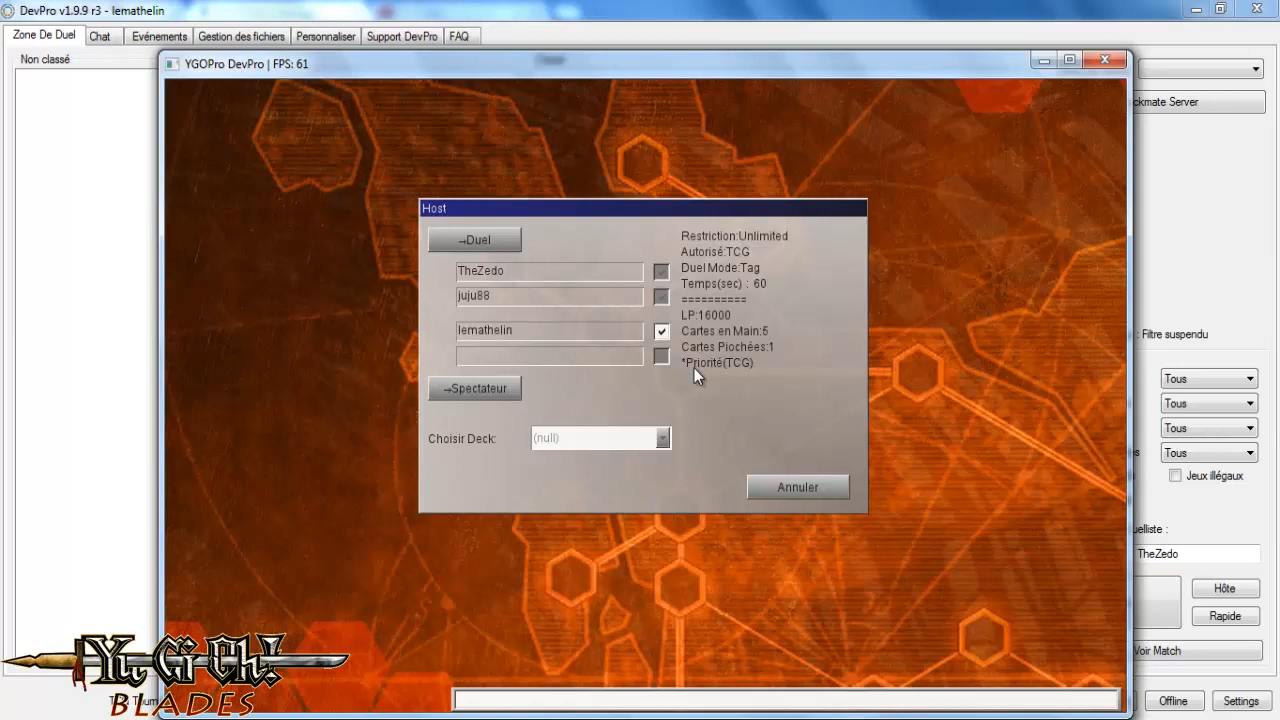 DevPro v1.9.9 r3 - lemathelin
Zone De Duel
Chat
Evénements
Gestion des fichiers
Personnaliser
Support DevPro
FAQ
Non classé
YGOPro DevPro | FPS: 61
ckmate Server
Host
→Duel
TheZedo
juju88
lemathelin
→Spectateur
Choisir Deck:
(null)
Annuler
Restriction:Unlimited
Autorisé:TCG
Duel Mode:Tag
Temps(sec) : 60
==========
LP:16000
Cartes en Main:5
Cartes Piochées:1
*Priorité(TCG)
: Filtre suspendu
Tous
Tous
Tous
Tous
Jeux illégaux
uelliste :
TheZedo
Hôte
Rapide
Voir Match
Offline
Settings
Yu Gi Oh!
BLADES